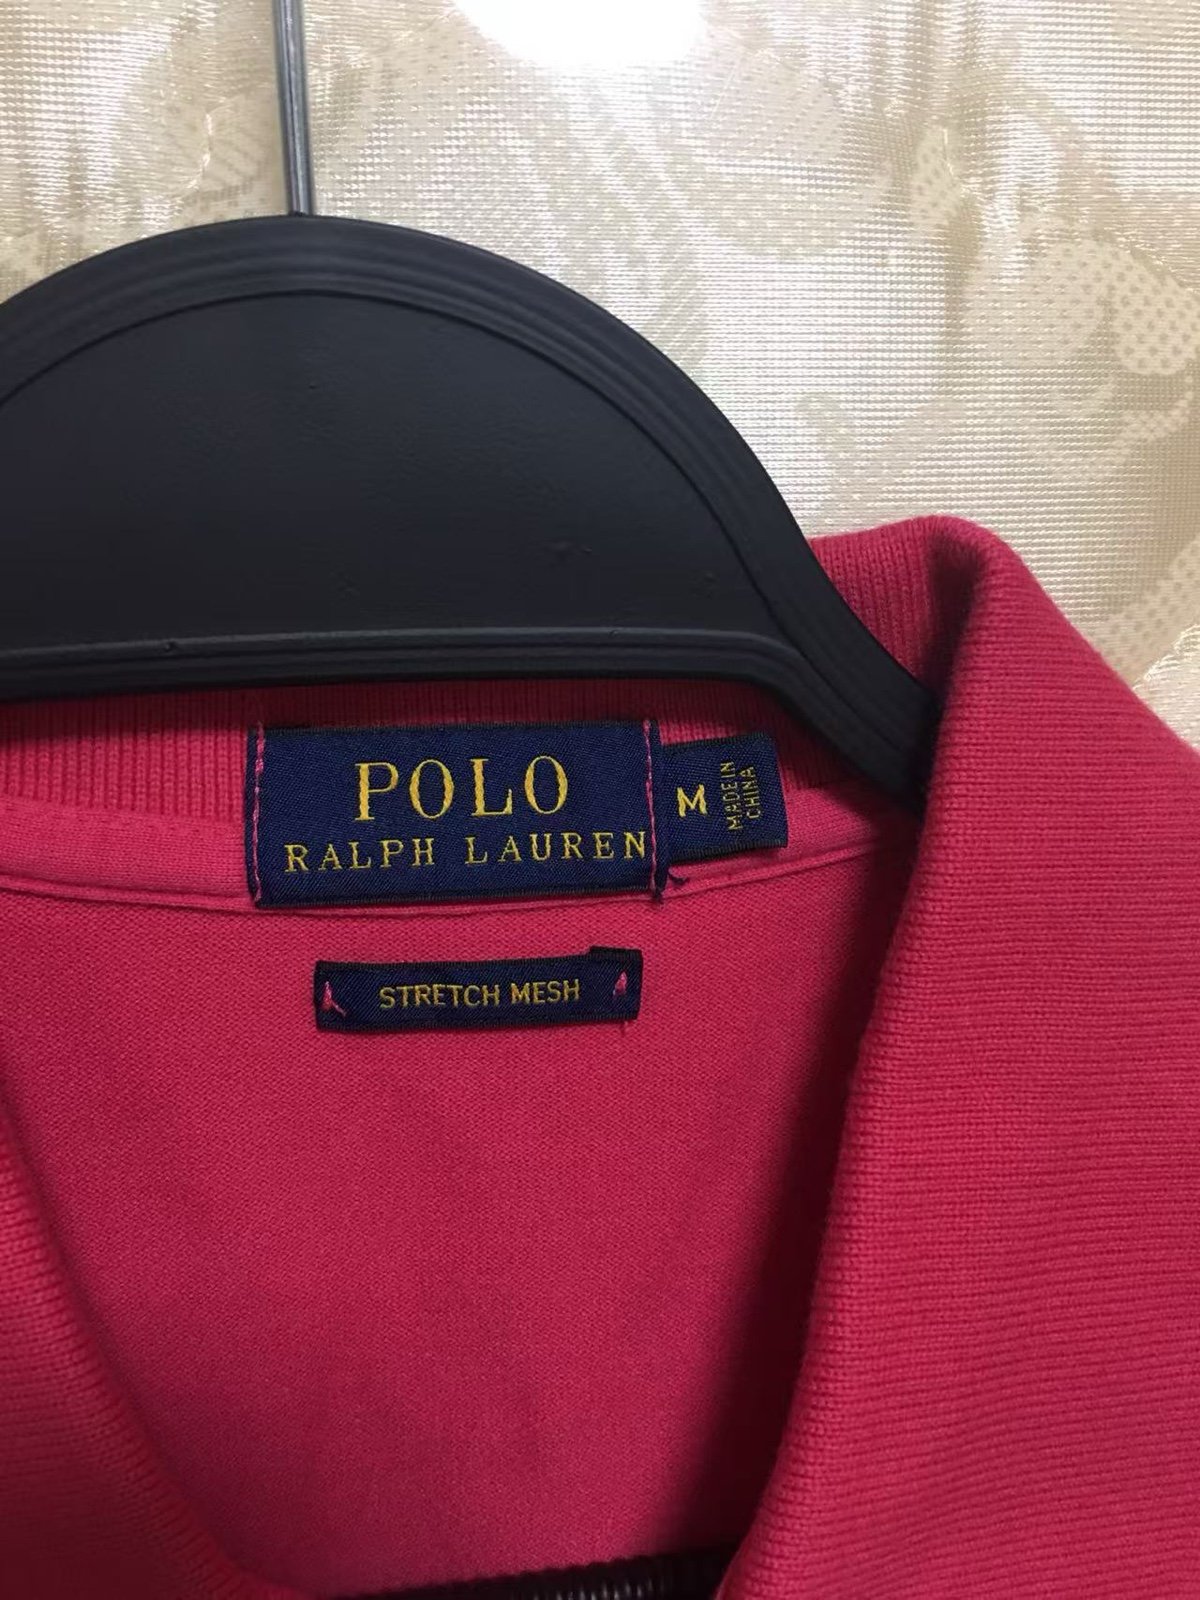 POLO
RALPH LAUREN
M
MADE IN
CHINA
STRETCH MESH